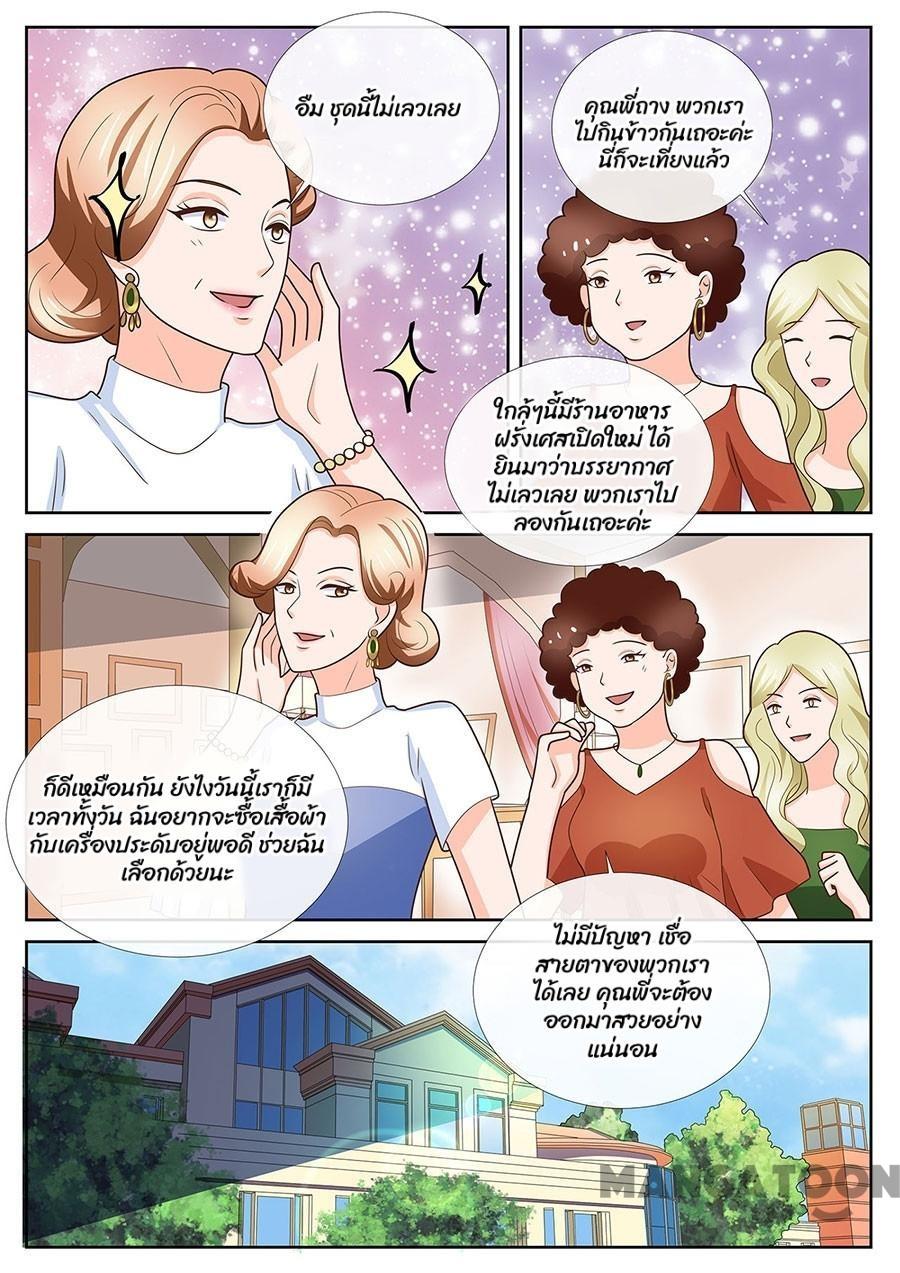 อืม ชุดนี้ไม่เลวเลย
คุณพี่ถาง พวกเรา
ไปกินข้าวกันเถอะค่ะ
นี่ก็จะเที่ยงแล้ว
ใกล้ๆนี้มีร้านอาหาร
ฝรั่งเศสเปิดใหม่ ได้
ยินมาว่าบรรยากาศ
ไม่เลวเลย พวกเราไป
ลองกันเถอะค่ะ
ก็ดีเหมือนกัน ยังไงวันนี้เราก็มี
เวลาทั้งวัน ฉันอยากจะซื้อเสื้อผ้า
กับเครื่องประดับอยู่พอดี ช่วยฉัน
เลือกด้วยนะ
ไม่มีปัญหา เชื่อ
สายตาของพวกเรา
ได้เลย คุณพี่จะต้อง
ออกมาสวยอย่าง
แน่นอน
MANGATOON